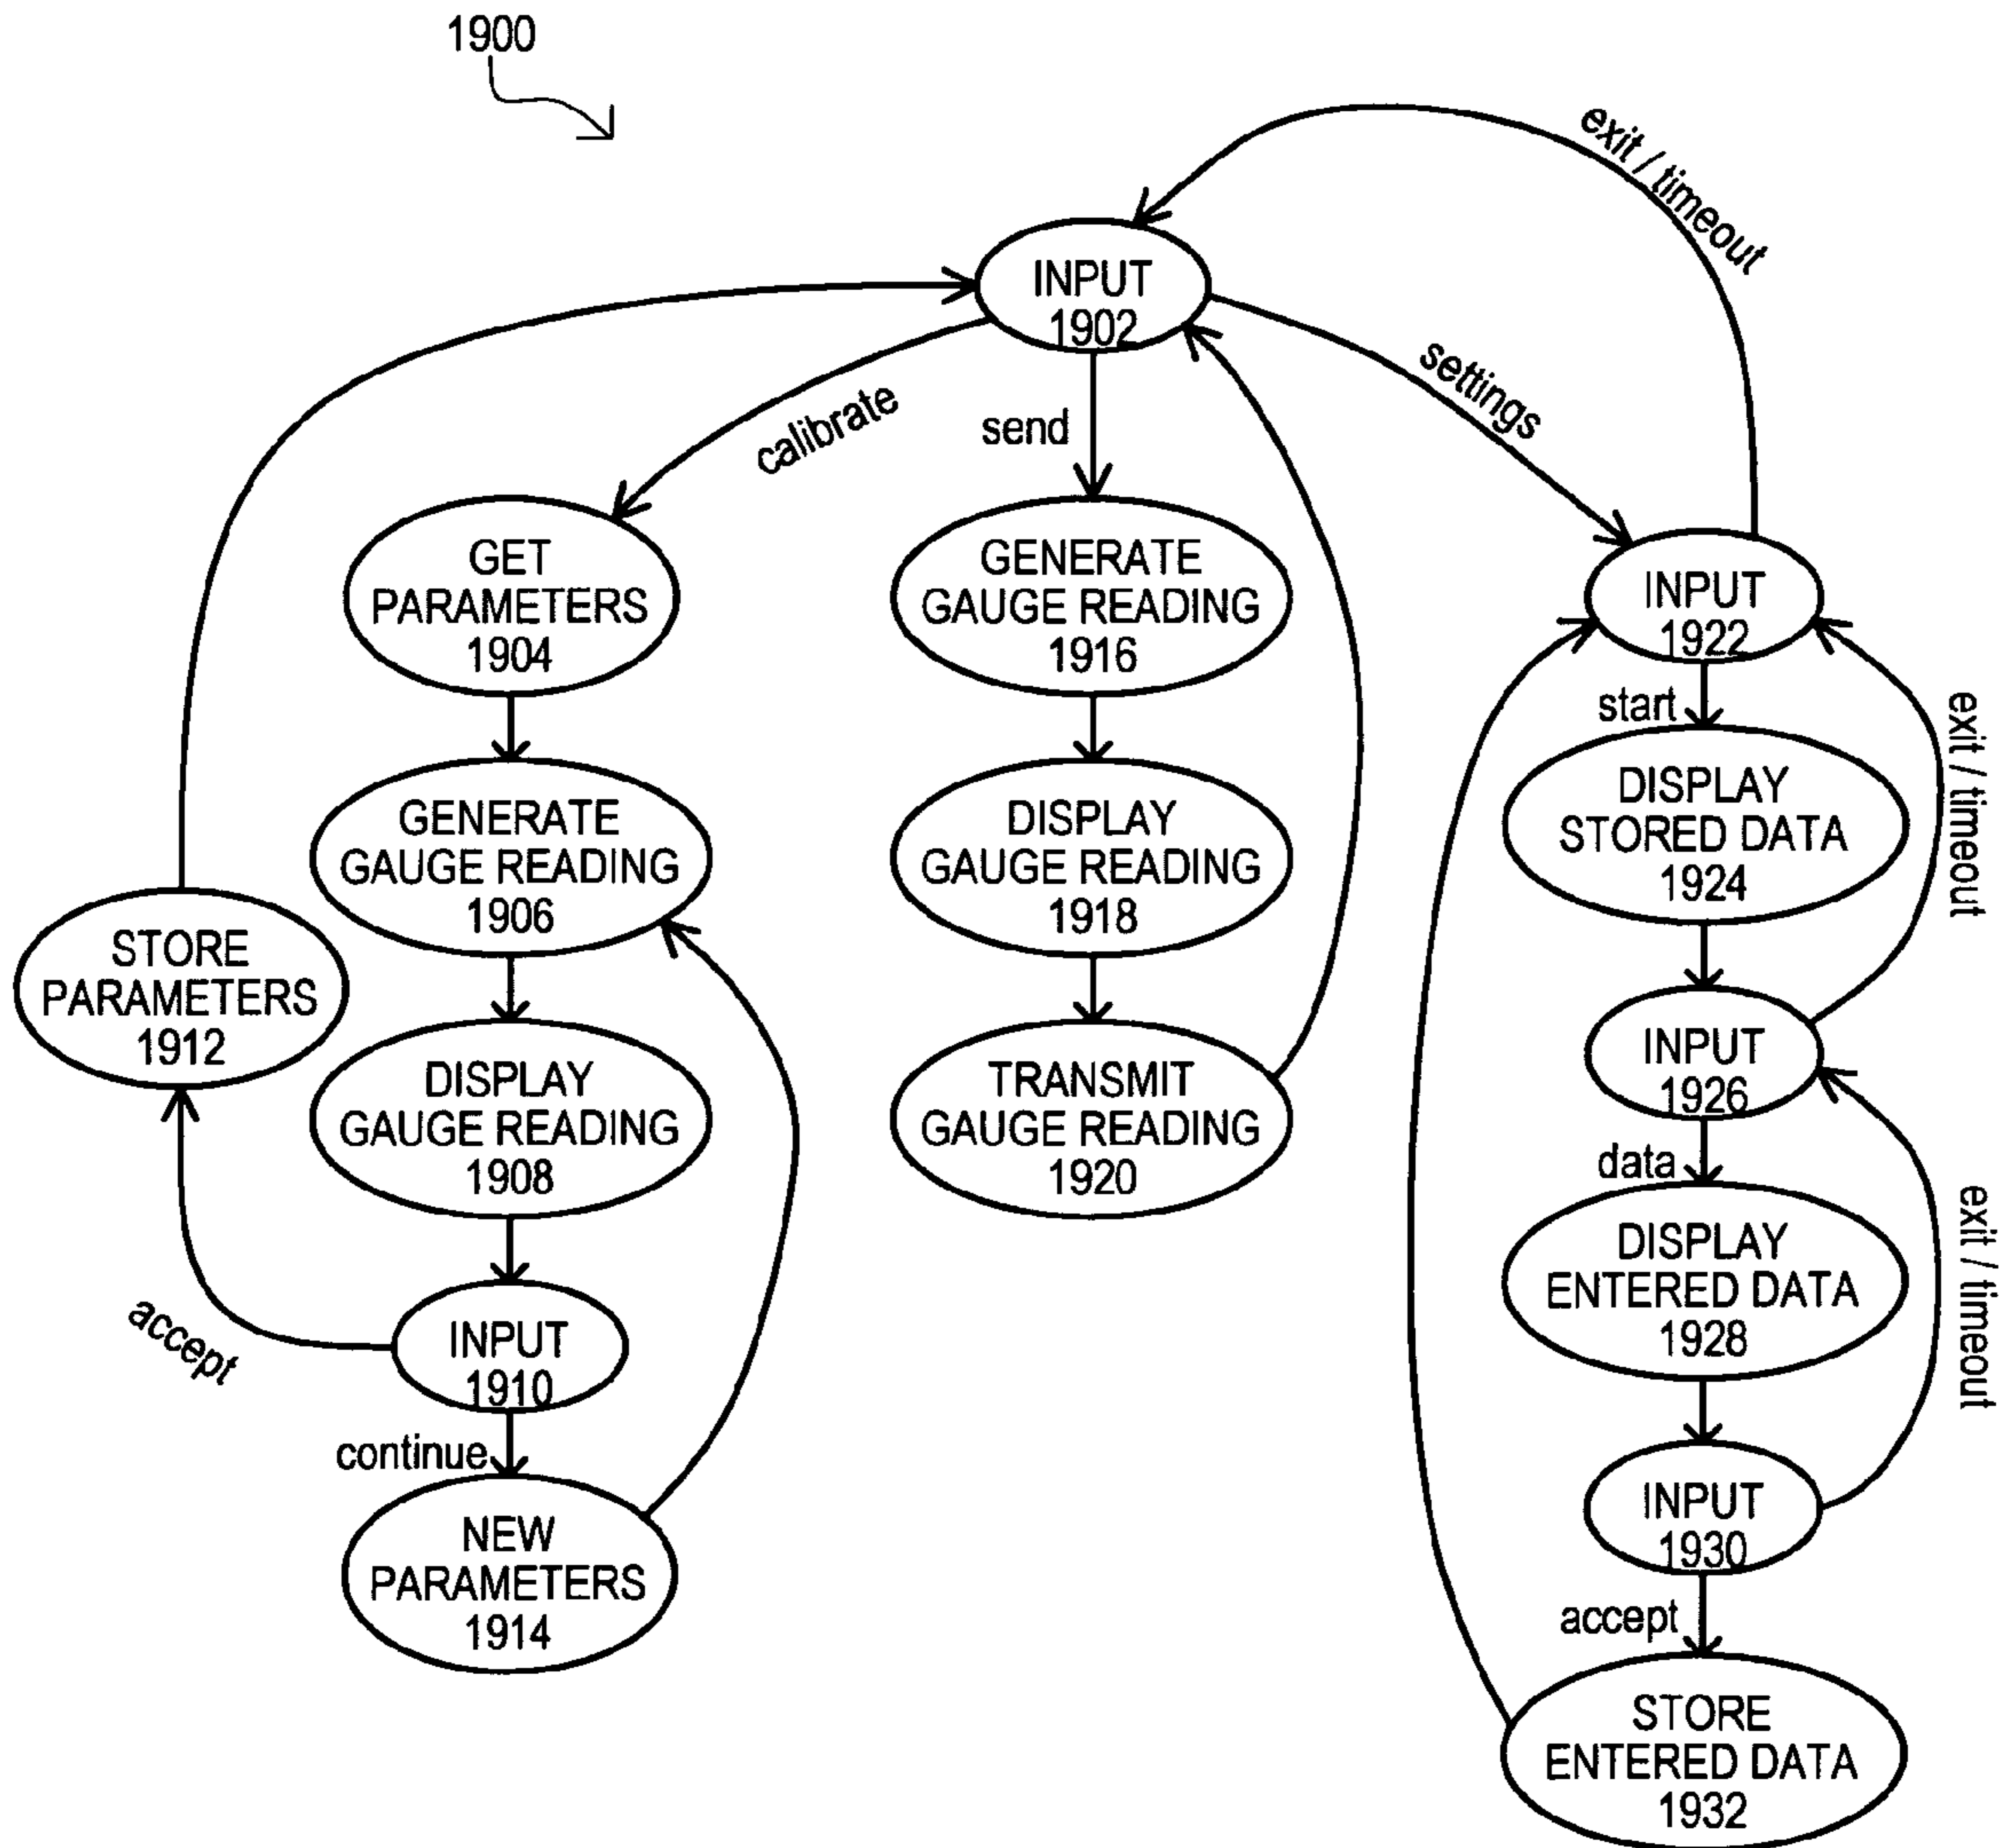 1900
exit / timeout
INPUT
1902
calibrate
send
settings
GET
PARAMETERS
1904
GENERATE
GAUGE READING
1916
INPUT
1922
start
exit / timeout
GENERATE
GAUGE READING
1906
DISPLAY
GAUGE READING
1918
DISPLAY
STORED DATA
1924
STORE
PARAMETERS
1912
DISPLAY
GAUGE READING
1908
TRANSMIT
GAUGE READING
1920
INPUT
1926
data
exit / timeout
DISPLAY
ENTERED DATA
1928
accept
INPUT
1910
continue
NEW
PARAMETERS
1914
INPUT
1930
accept
STORE
ENTERED DATA
1932